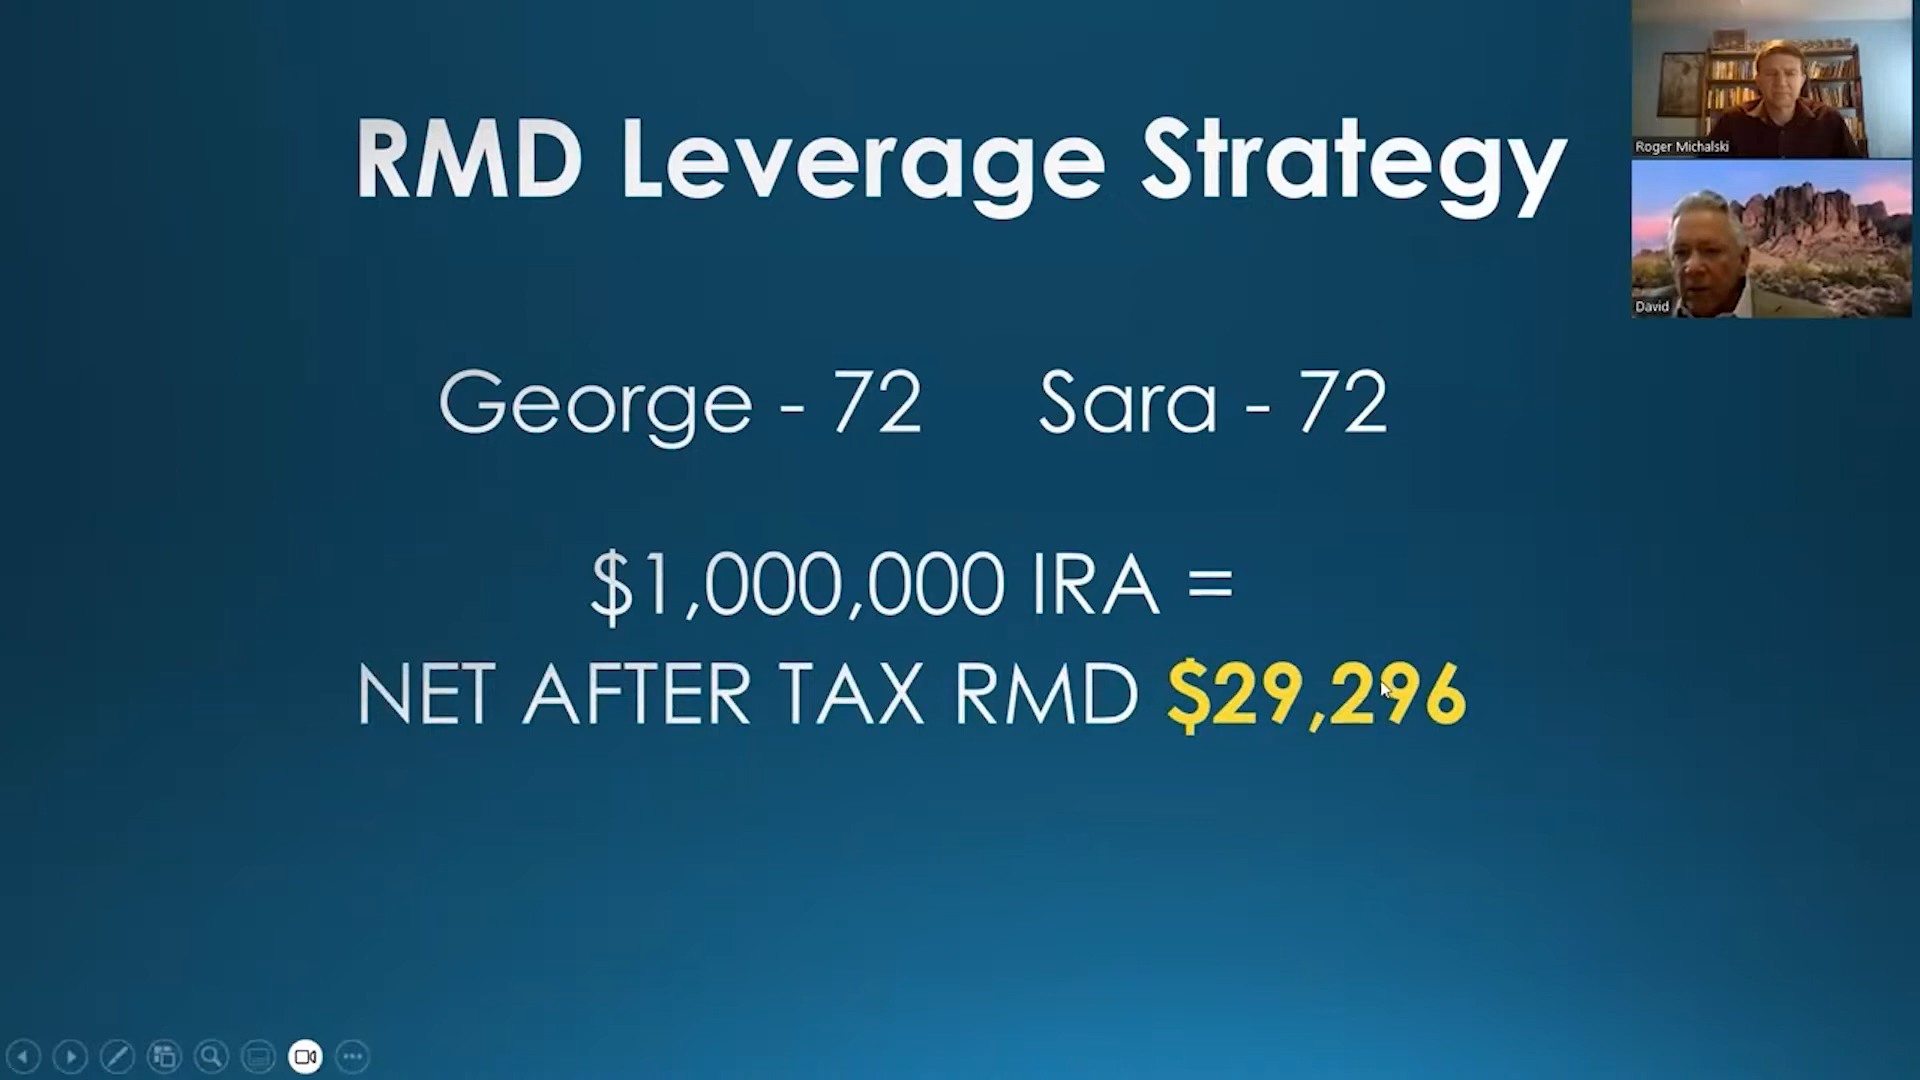 RMD Leverage Strategy
George - 72 Sara - 72
$1,000,000 IRA =
NET AFTER TAX RMD $29,296
Roger Michalski
David